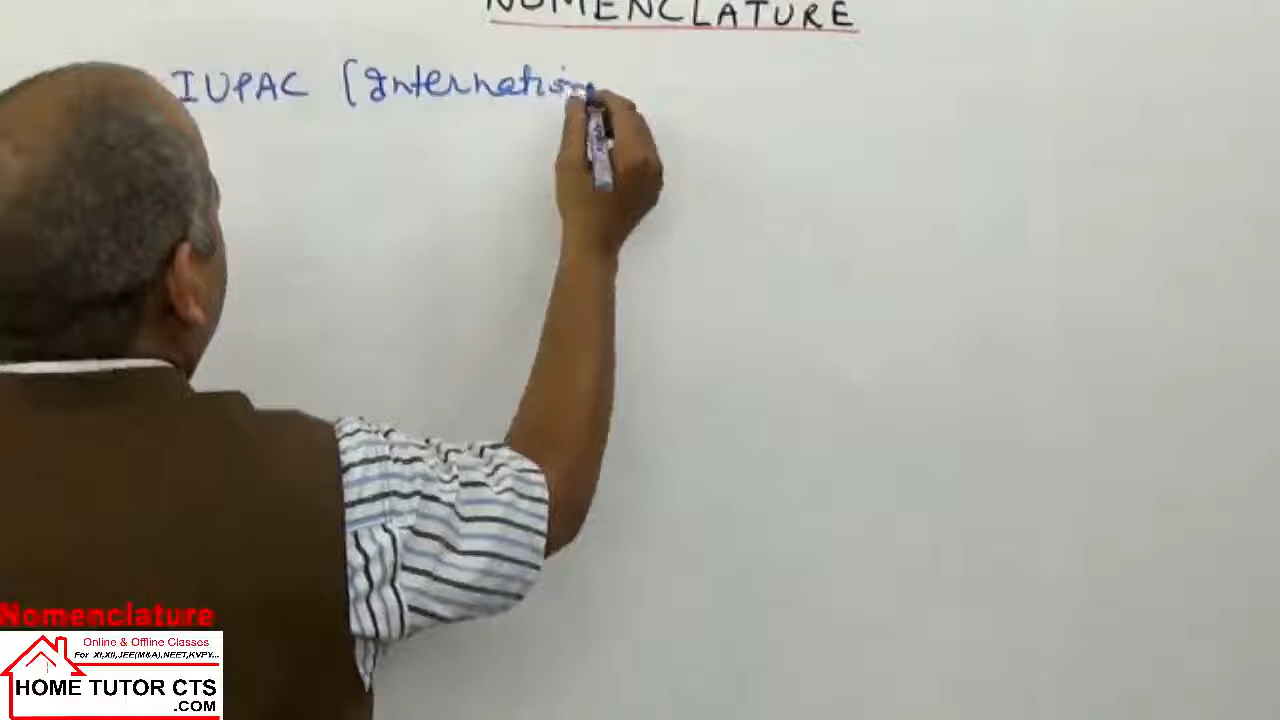 NOMENCLATURE
IUPAC (Internation
Nomenclature
Online & Offline Classes
For XI,XII,JEE(M&A),NEET,KVPY...
HOME TUTOR CTS
.COM